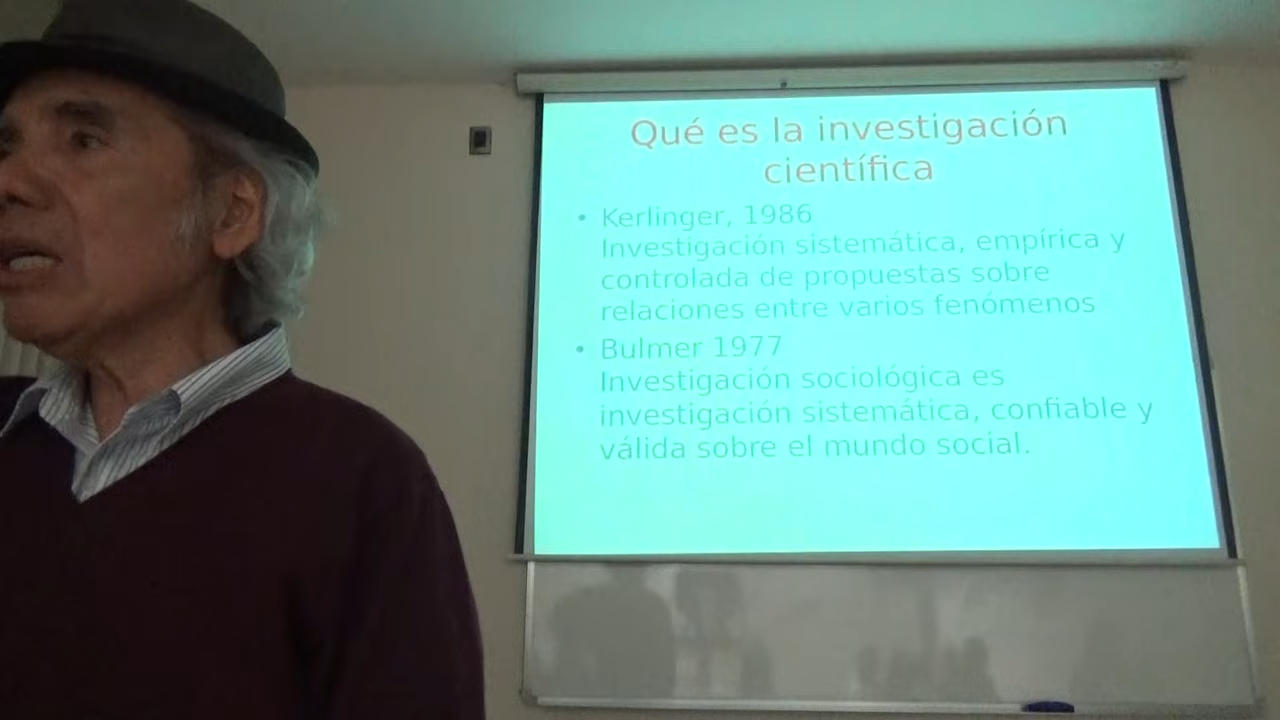 Qué es la investigación
científica
• Kerlinger, 1986
Investigación sistemática, empírica y
controlada de propuestas sobre
relaciones entre varios fenómenos
• Bulmer 1977
Investigación sociológica es
investigación sistemática, confiable y
válida sobre el mundo social.